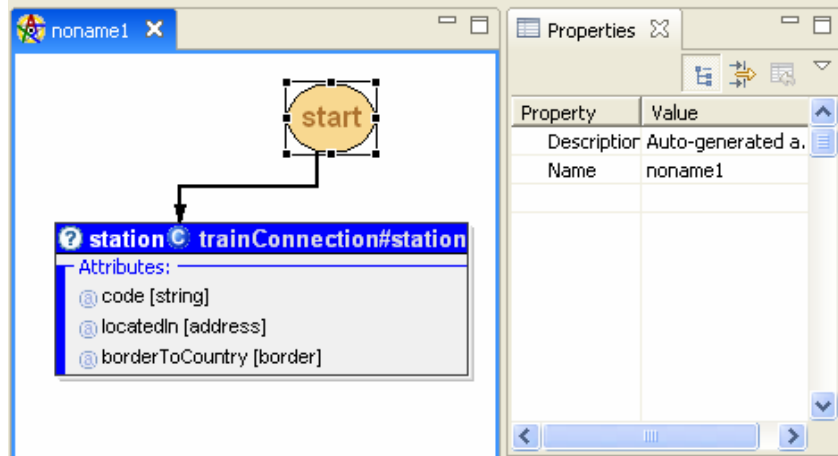 noname1
start
? station C trainConnection#station
Attributes:
@ code [string]
@ locatedIn [address]
@ borderToCountry [border]
Properties
Property Value
Description Auto-generated a.
Name noname1